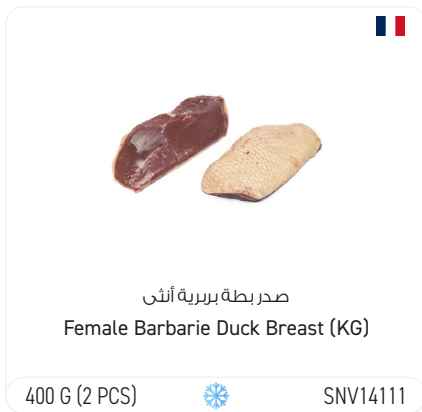 صدر بطة بربرية أنثى
Female Barbarie Duck Breast (KG)
400 G (2 PCS)
SNV14111